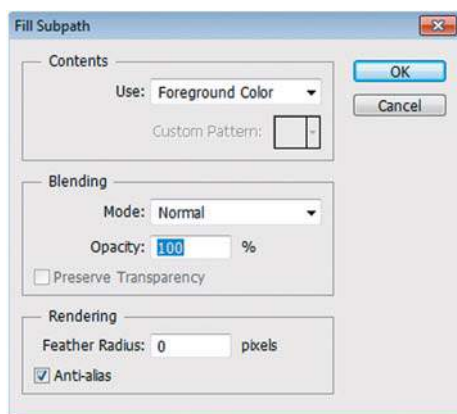 Fill Subpath
Contents
Use: Foreground Color
Custom Pattern:
OK
Cancel
Blending
Mode: Normal
Opacity: 100 %
Preserve Transparency
Rendering
Feather Radius: 0 pixels
Anti-alias